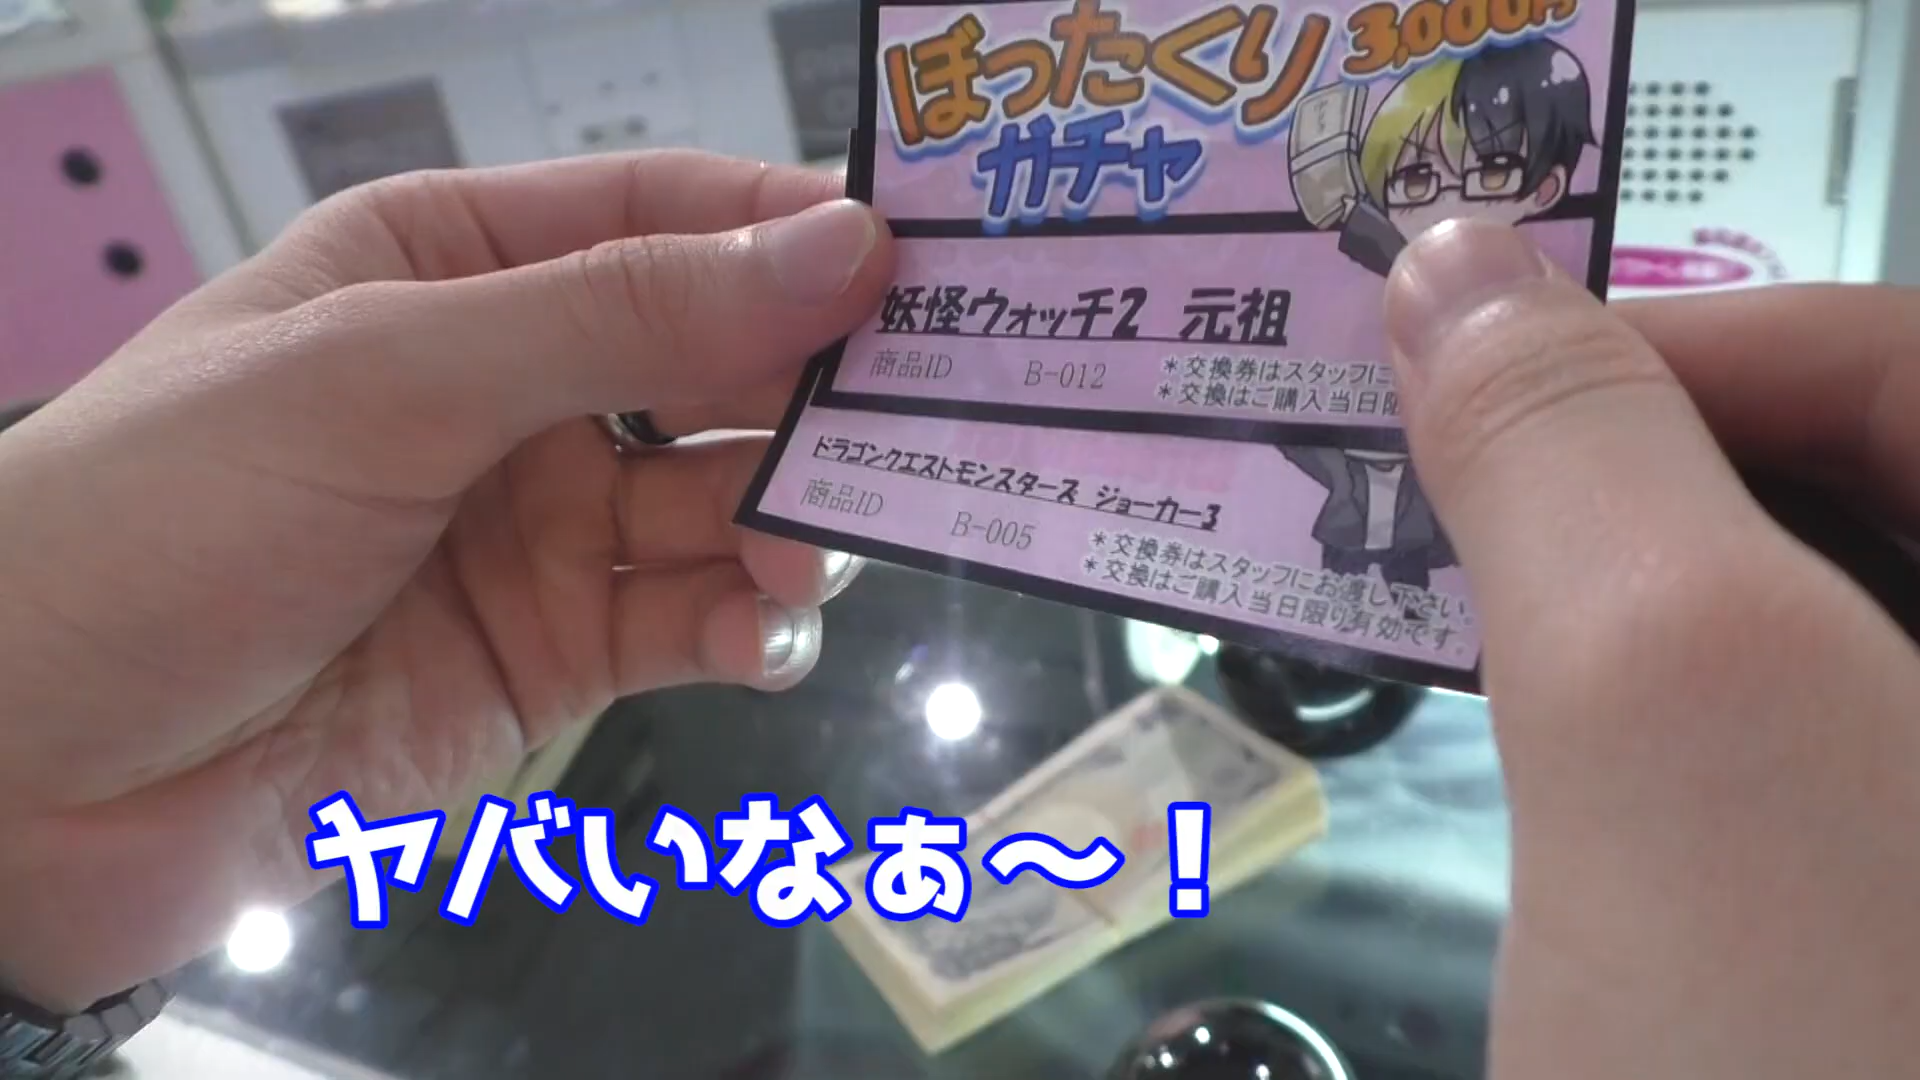 ぼったくり 3,000円
ガチャ
妖怪ウォッチ2 元祖
商品ID B-012
*交換券はスタッフに
*交換はご購入当日限
ドラゴンクエストモンスターズ ジョーカー3
商品ID B-005
*交換券はスタッフにお渡し下さい。
*交換はご購入当日限り有効です。
ヤバいなぁ〜！